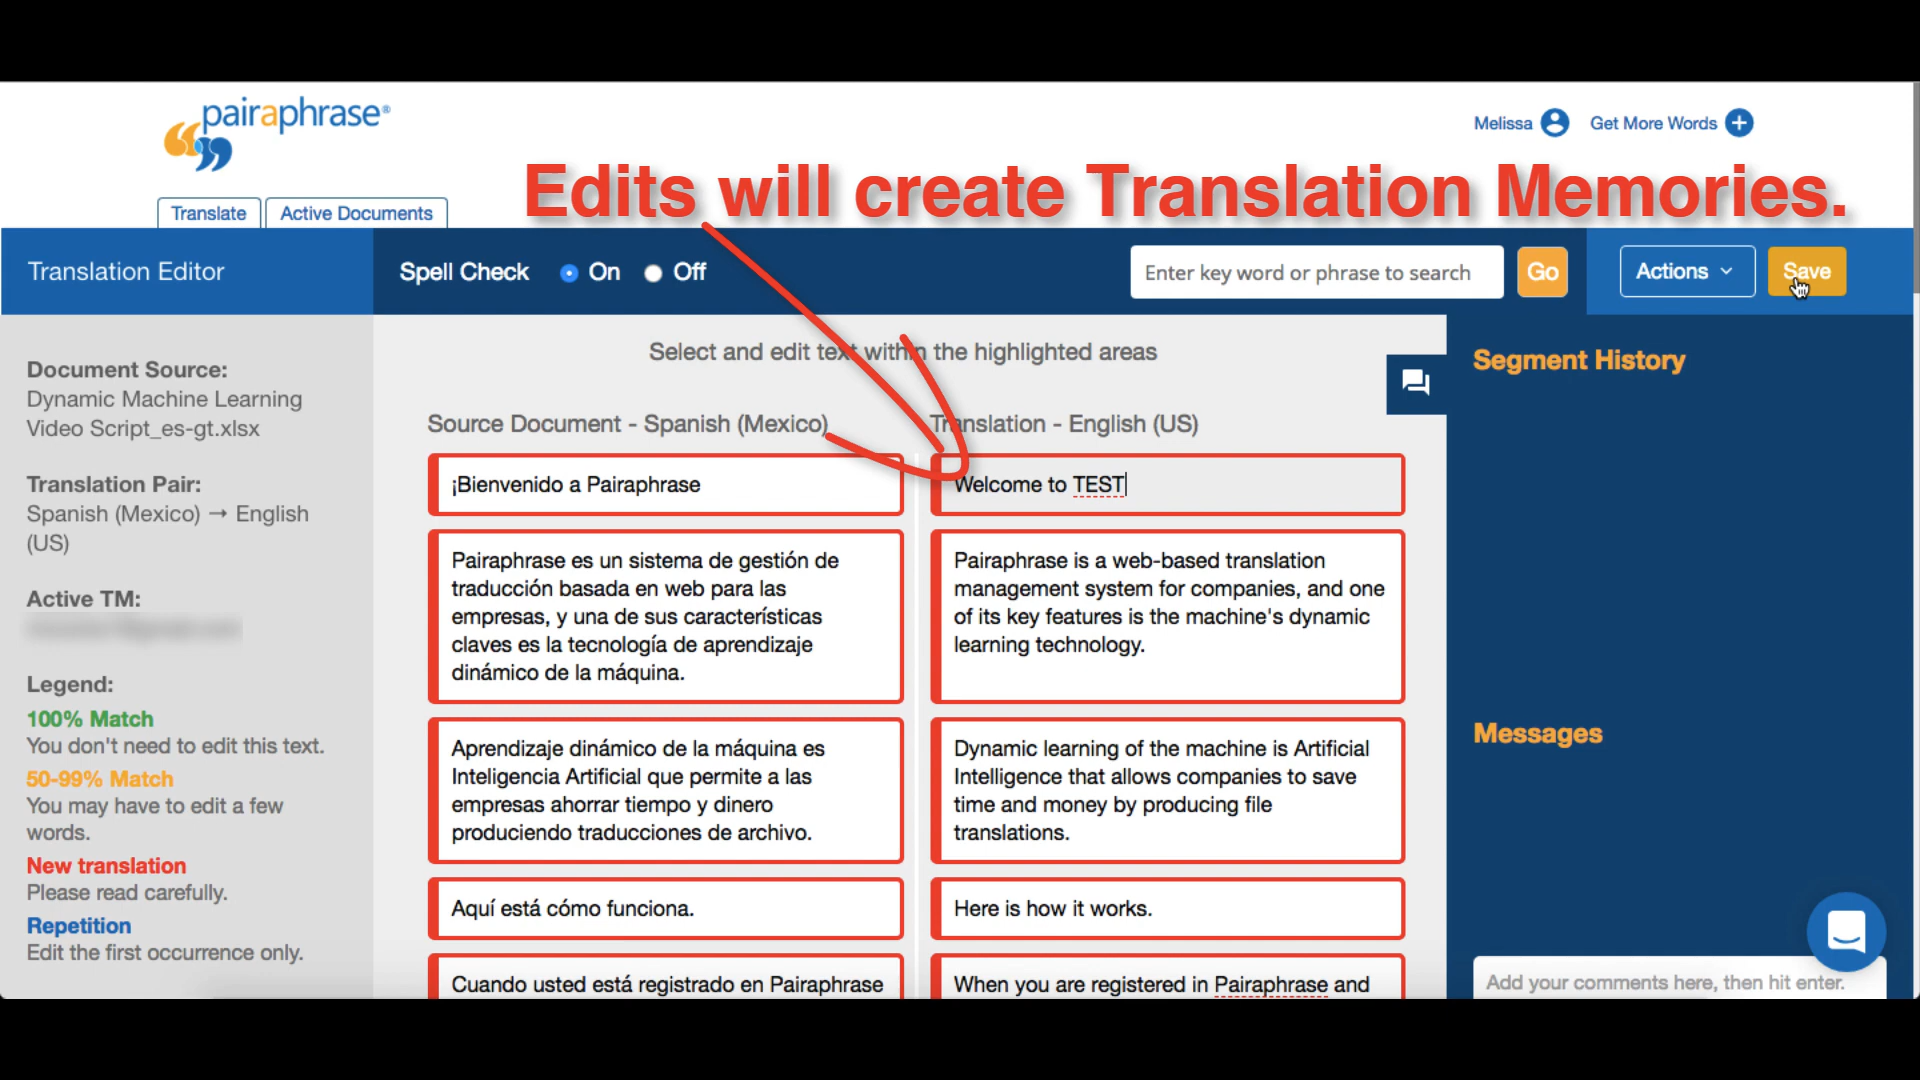 pairaphrase®
Melissa
Get More Words
Edits will create Translation Memories.
Translate
Active Documents
Translation Editor
Spell Check
On
Off
Enter key word or phrase to search
Go
Actions
Save
Document Source:
Dynamic Machine Learning
Video Script_es-gt.xlsx
Translation Pair:
Spanish (Mexico) → English
(US)
Active TM:
Legend:
100% Match
You don't need to edit this text.
50-99% Match
You may have to edit a few
words.
New translation
Please read carefully.
Repetition
Edit the first occurrence only.
Select and edit text within the highlighted areas
Source Document - Spanish (Mexico)
Translation - English (US)
¡Bienvenido a Pairaphrase
Welcome to TEST
Pairaphrase es un sistema de gestión de
traducción basada en web para las
empresas, y una de sus características
claves es la tecnología de aprendizaje
dinámico de la máquina.
Pairaphrase is a web-based translation
management system for companies, and one
of its key features is the machine's dynamic
learning technology.
Aprendizaje dinámico de la máquina es
Inteligencia Artificial que permite a las
empresas ahorrar tiempo y dinero
produciendo traducciones de archivo.
Dynamic learning of the machine is Artificial
Intelligence that allows companies to save
time and money by producing file
translations.
Aquí está cómo funciona.
Here is how it works.
Cuando usted está registrado en Pairaphrase
When you are registered in Pairaphrase and
Segment History
Messages
Add your comments here, then hit enter.